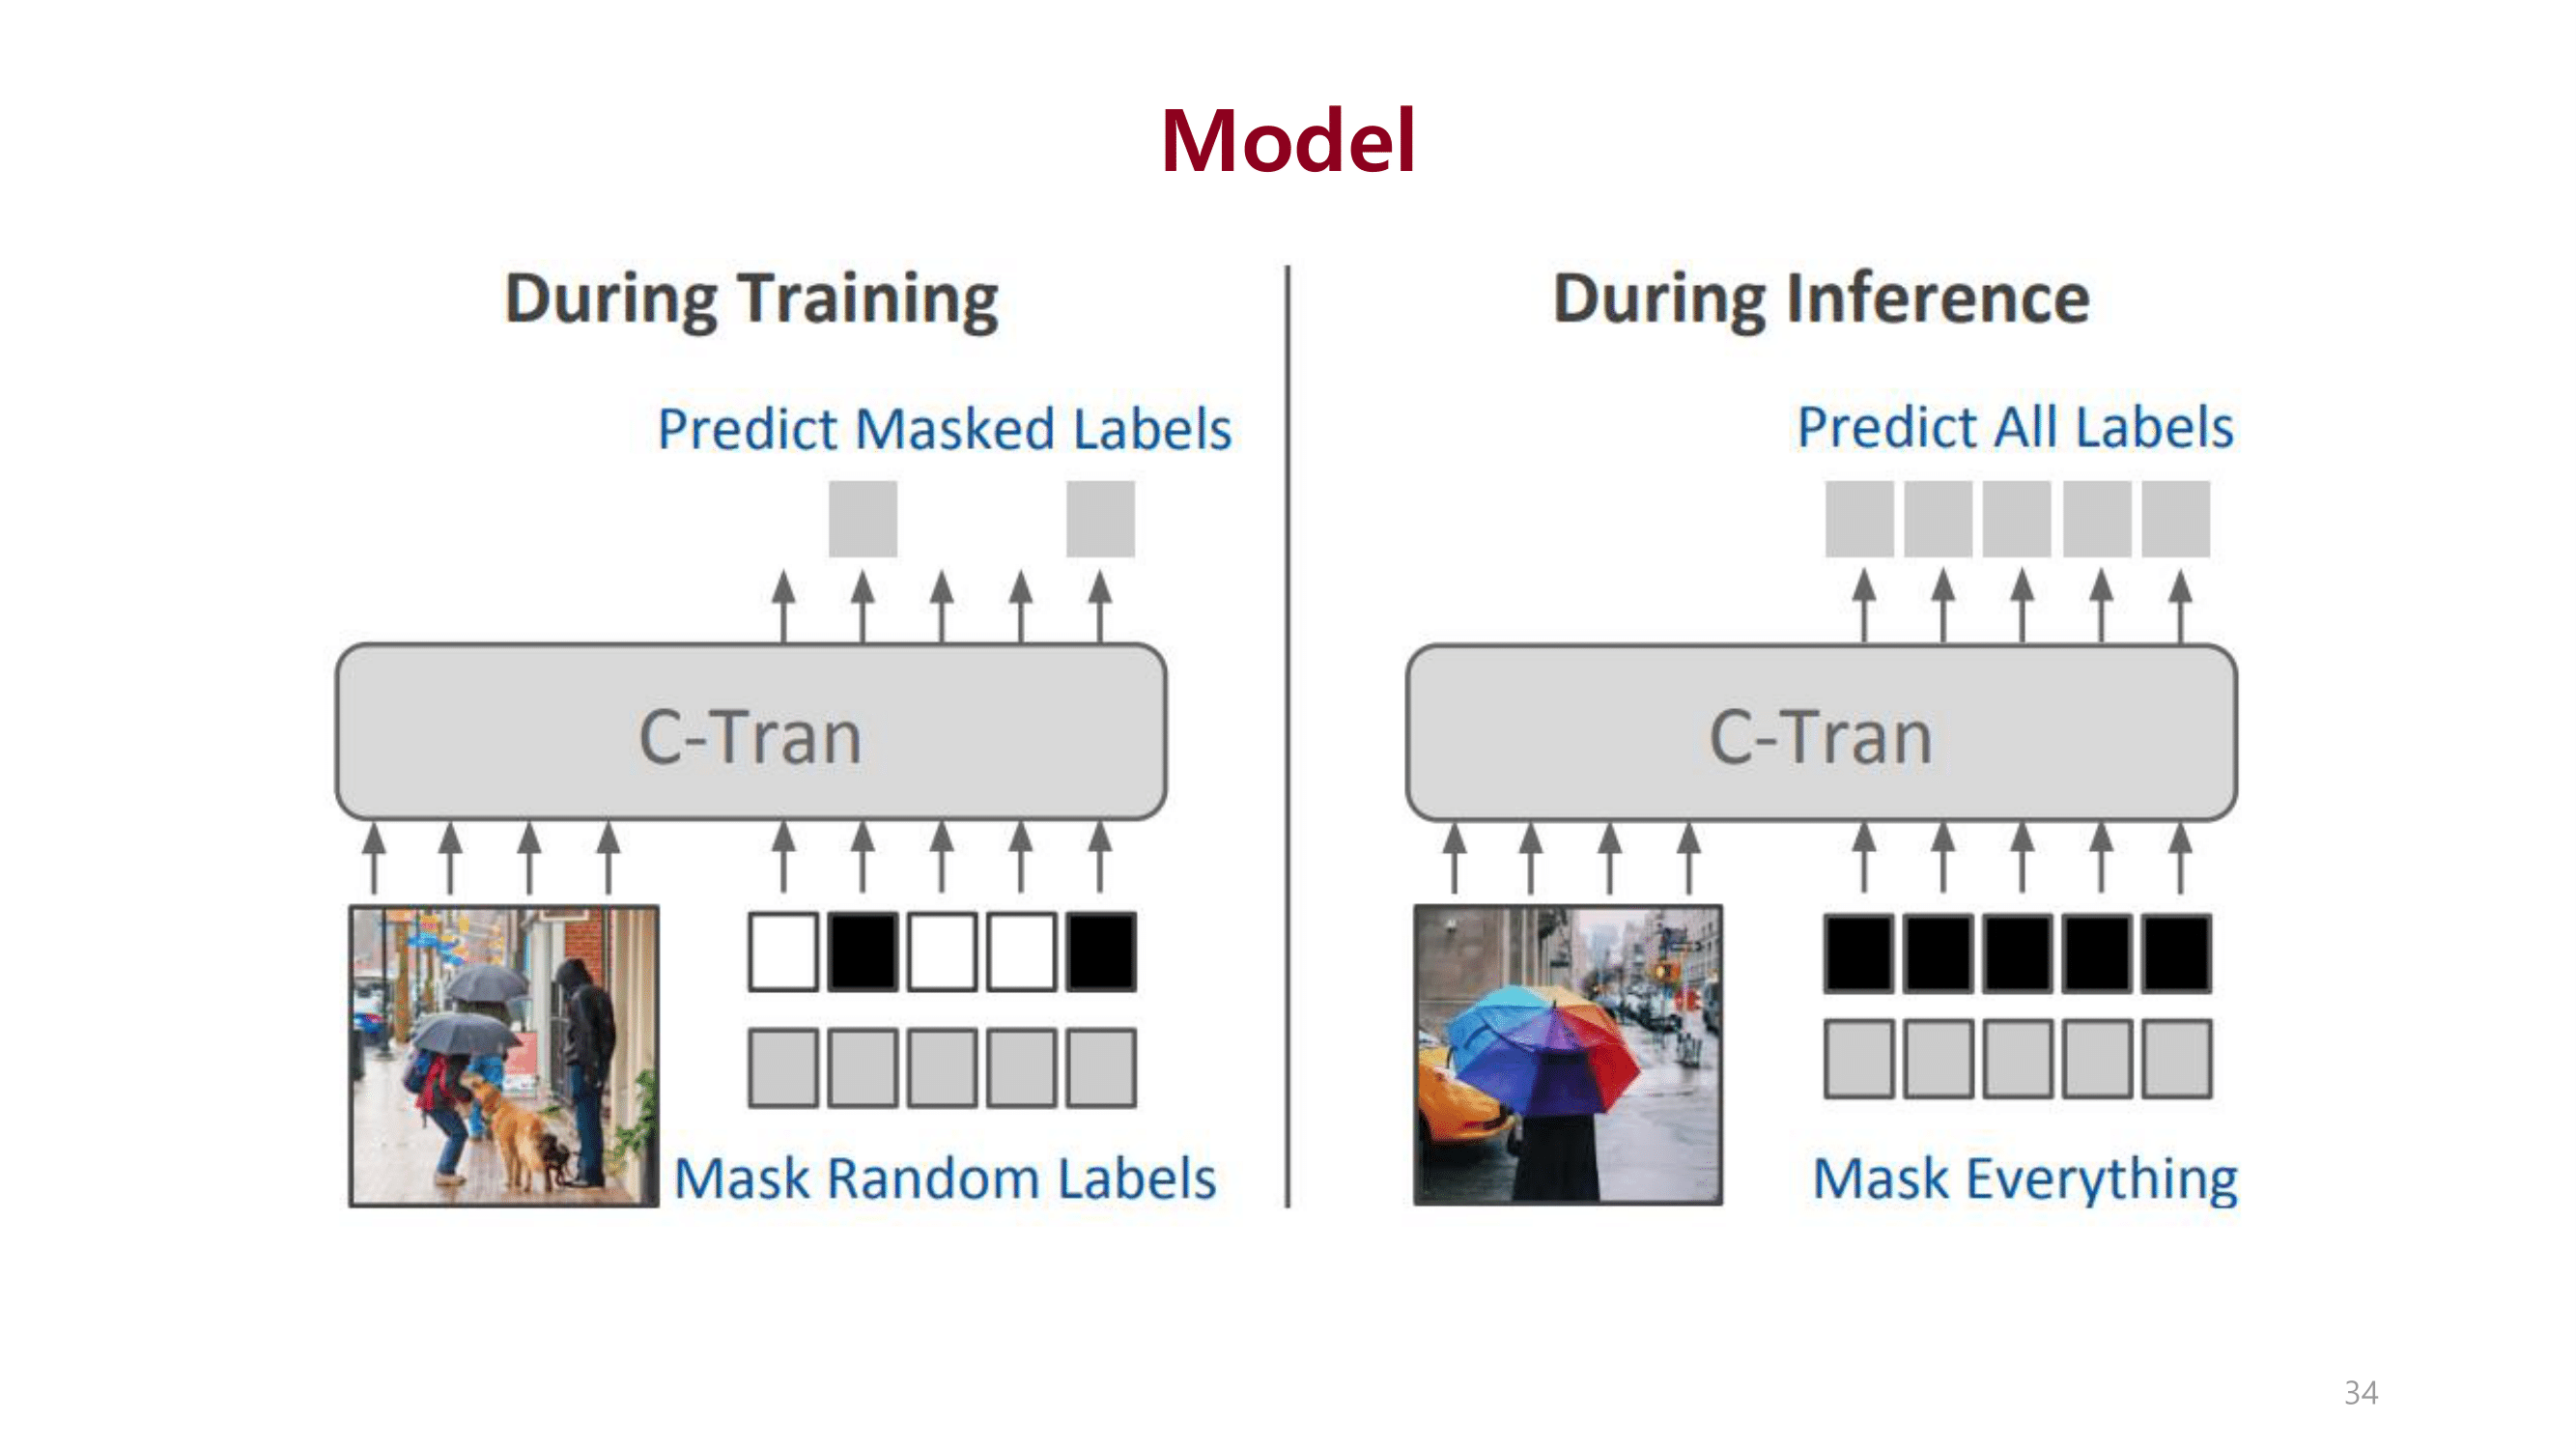 Model
During Training
Predict Masked Labels
C-Tran
Mask Random Labels
During Inference
Predict All Labels
C-Tran
Mask Everything
34